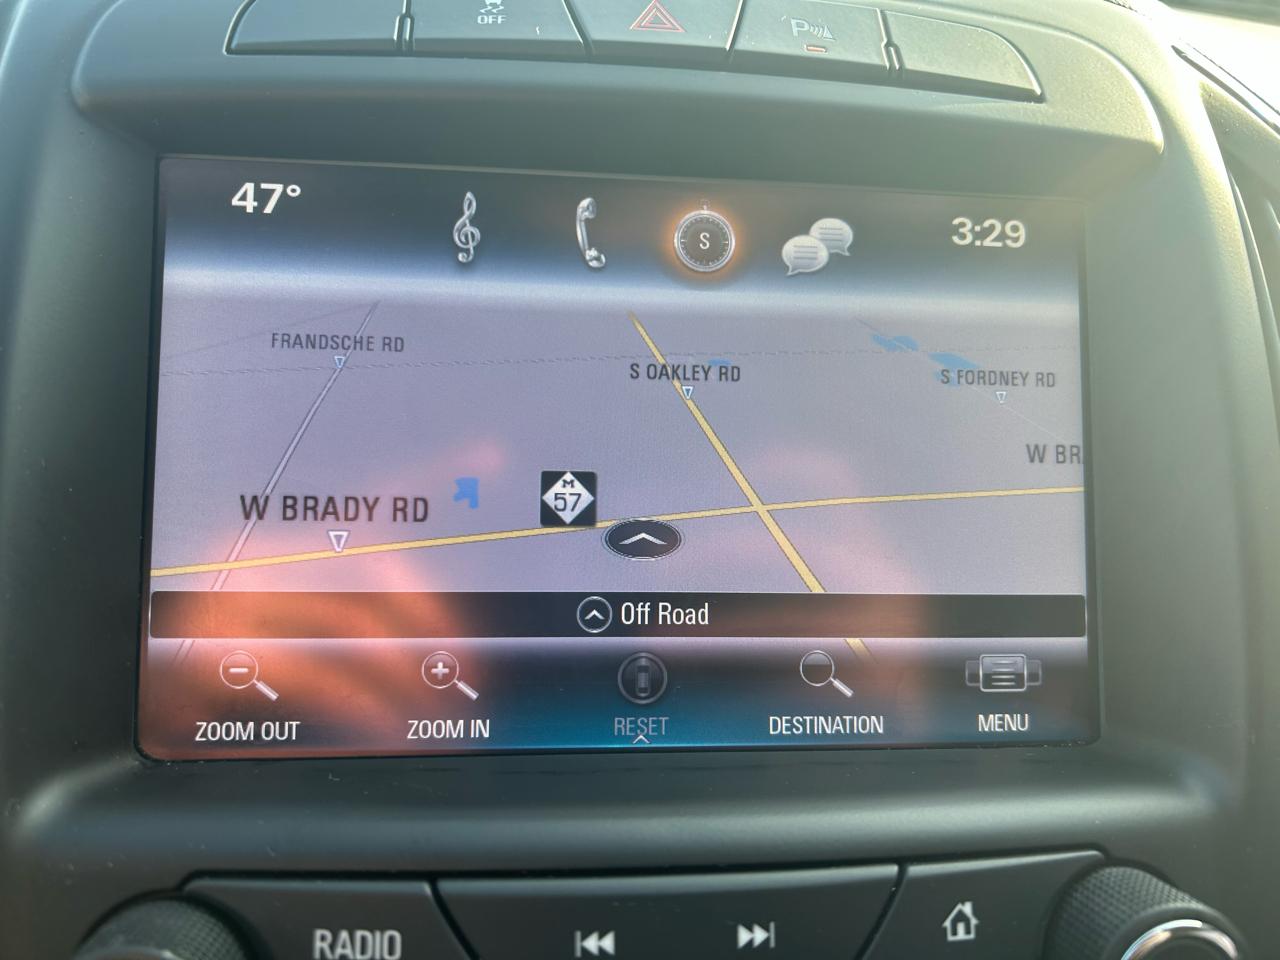 OFF
P
47°
S
3:29
FRANDSCHE RD
S OAKLEY RD
S FORDNEY RD
W BR
W BRADY RD
M
57
Off Road
ZOOM OUT
ZOOM IN
RESET
DESTINATION
MENU
RADIO